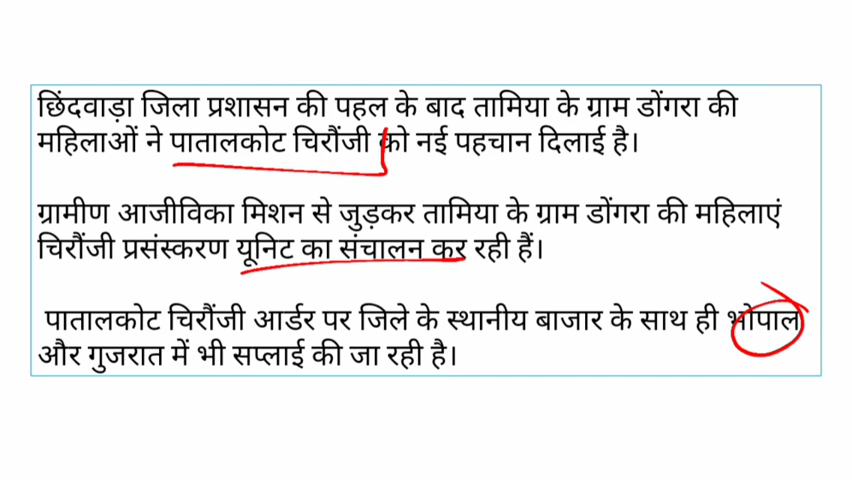 छिंदवाड़ा जिला प्रशासन की पहल के बाद तामिया के ग्राम डोंगरा की
महिलाओं ने पातालकोट चिरौंजी को नई पहचान दिलाई है।
ग्रामीण आजीविका मिशन से जुड़कर तामिया के ग्राम डोंगरा की महिलाएं
चिरौंजी प्रसंस्करण यूनिट का संचालन कर रही हैं।
पातालकोट चिरौंजी आर्डर पर जिले के स्थानीय बाजार के साथ ही भोपाल
और गुजरात में भी सप्लाई की जा रही है।